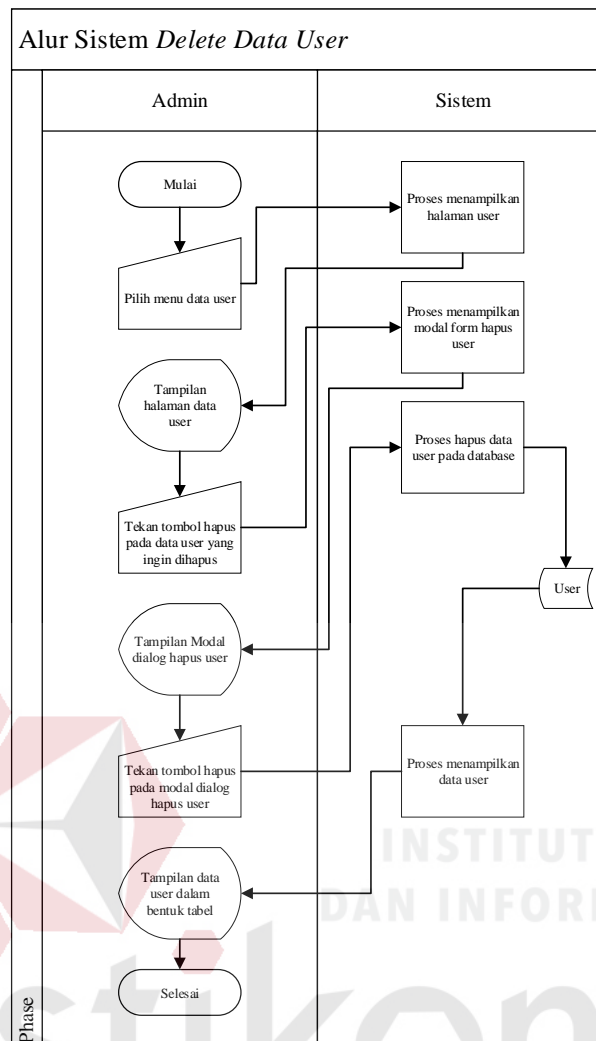 Alur Sistem Delete Data User
Admin
Sistem
Mulai
Proses menampilkan
halaman user
Pilih menu data user
Proses menampilkan
modal form hapus
user
Tampilan
halaman data
user
Proses hapus data
user pada database
Tekan tombol hapus
pada data user yang
ingin dihapus
User
Tampilan Modal
dialog hapus user
Tekan tombol hapus
pada modal dialog
hapus user
Proses menampilkan
data user
Tampilan data
user dalam
bentuk tabel
Selesai
Phase
INSTITUT
DAN INFOR
stikom